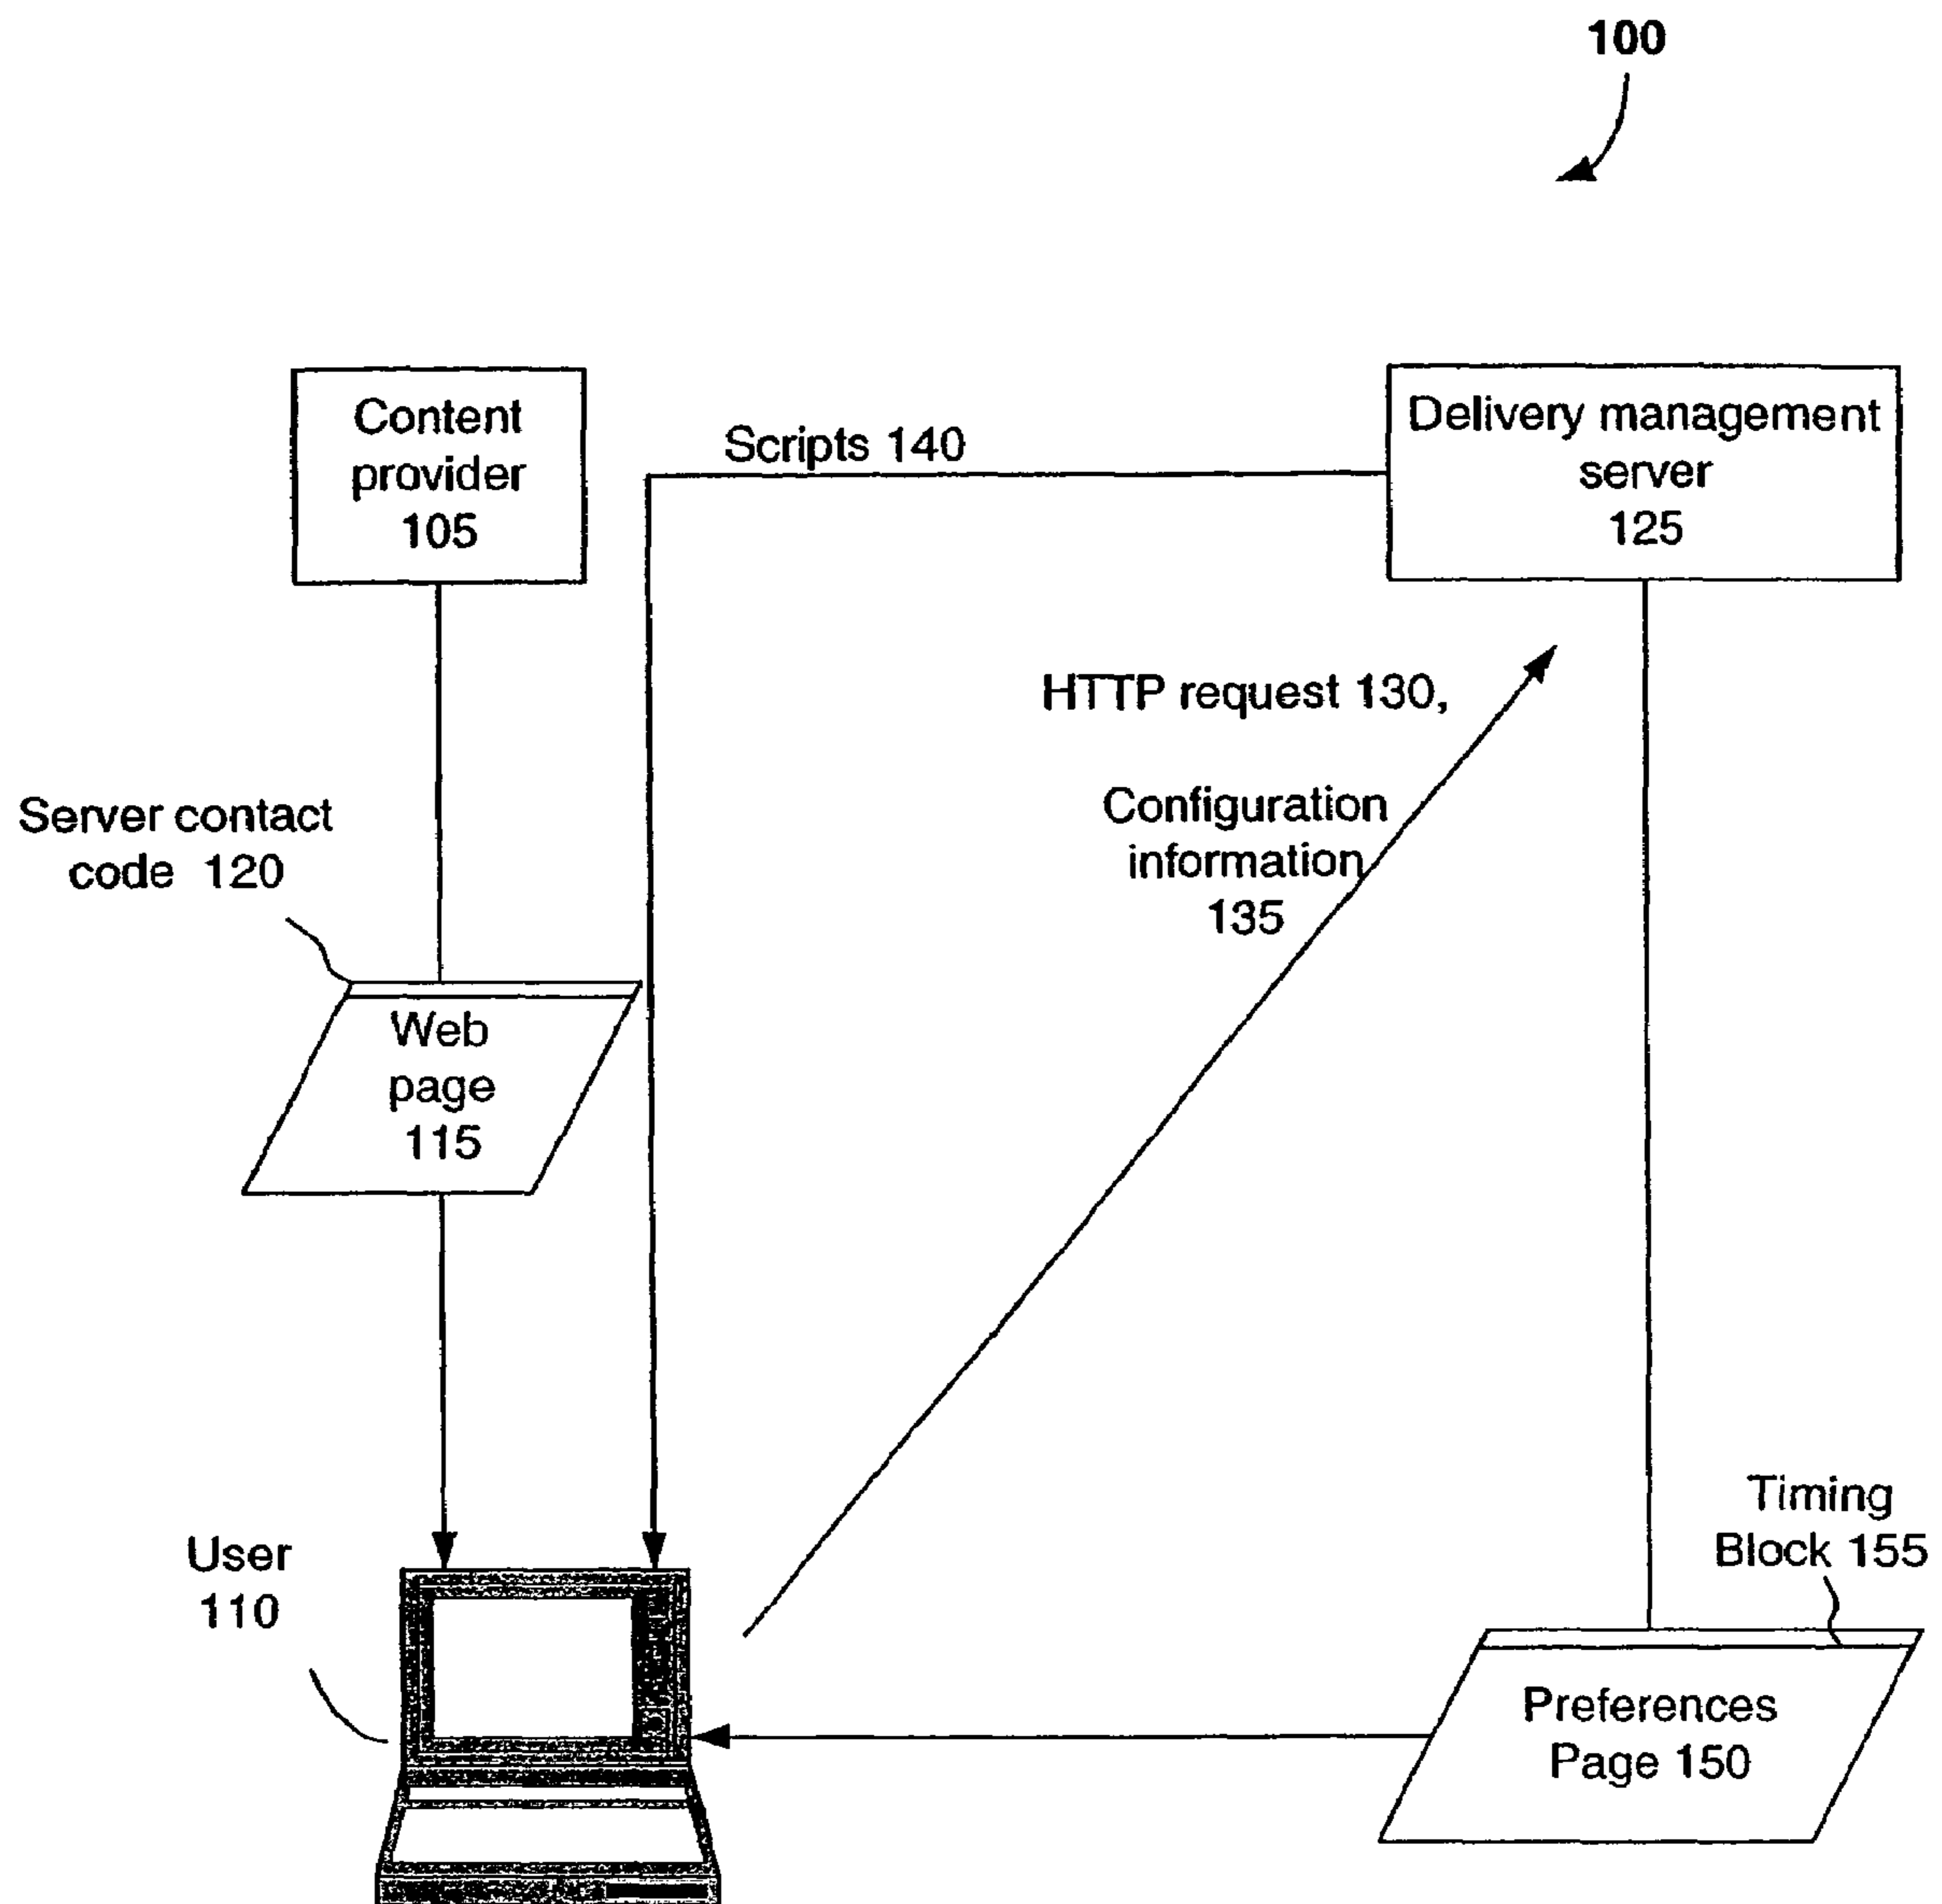 100
Content
provider
105
Scripts 140
Delivery management
server
125
HTTP request 130,
Configuration
information
135
Server contact
code 120
Web
page
115
User
110
Timing
Block 155
Preferences
Page 150